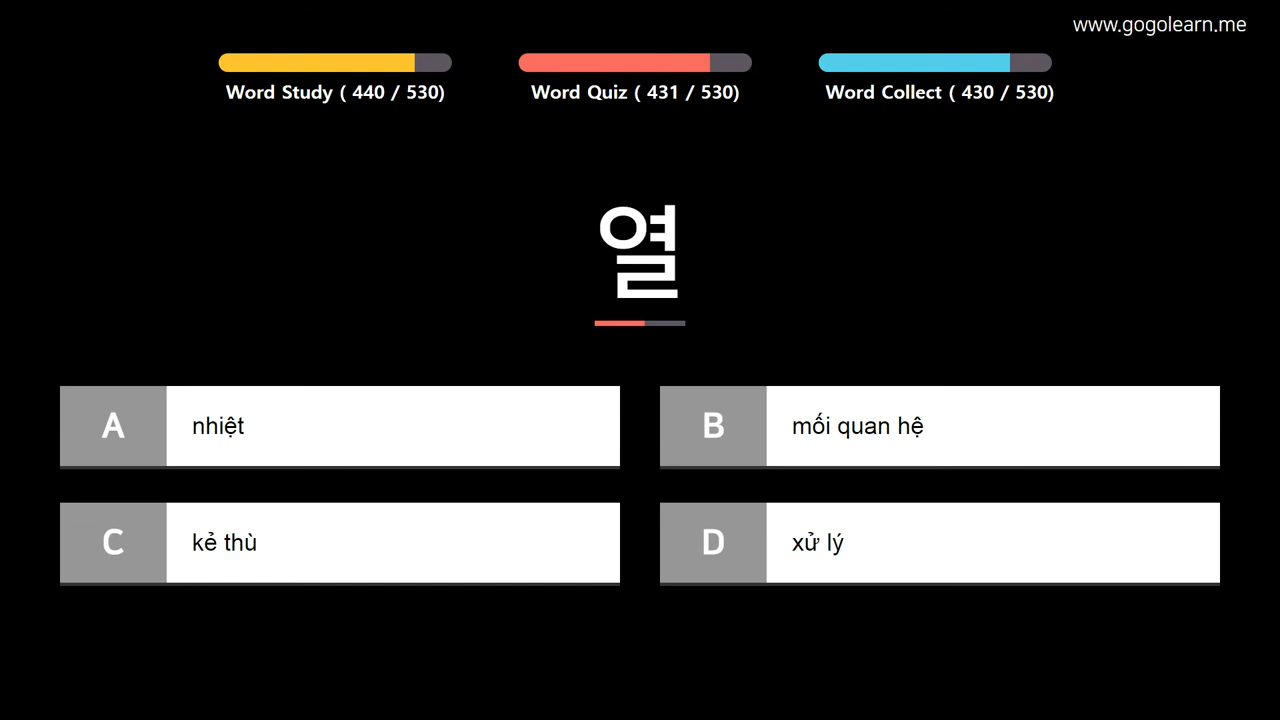 www.gogolearn.me
Word Study ( 440 / 530)
Word Quiz ( 431 / 530)
Word Collect ( 430 / 530)
열
A nhiệt
B mối quan hệ
C kẻ thù
D xử lý